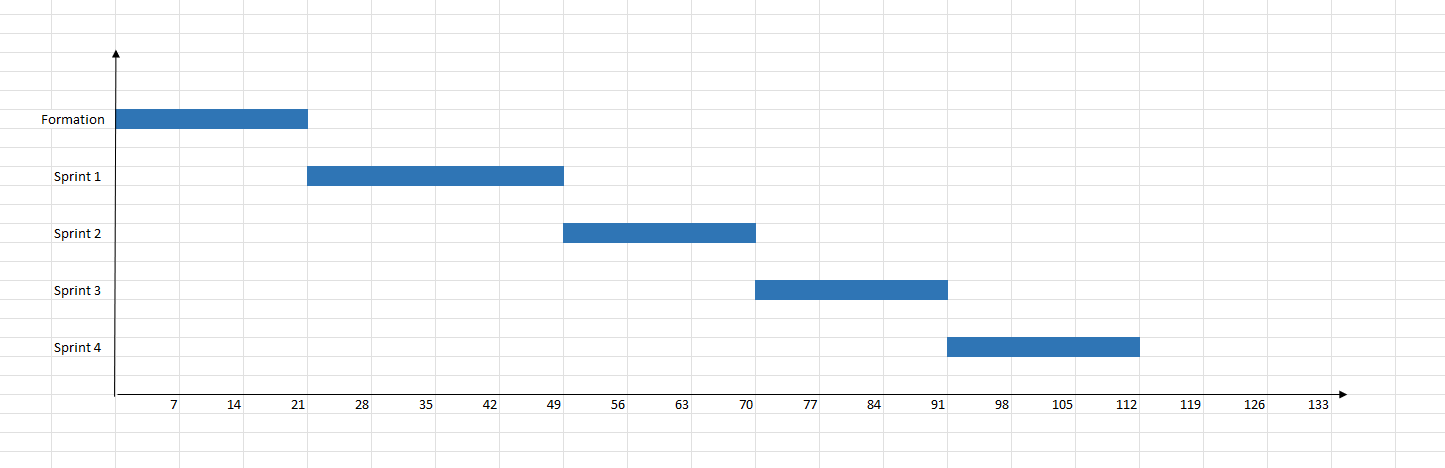 Formation
Sprint 1
Sprint 2
Sprint 3
Sprint 4
7 14 21 28 35 42 49 56 63 70 77 84 91 98 105 112 119 126 133